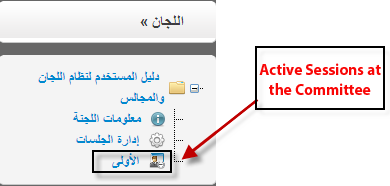 اللجان »
دليل المستخدم لنظام اللجان
والمجالس
معلومات اللجنة
إدارة الجلسات
الأولى
Active Sessions at
the Committee